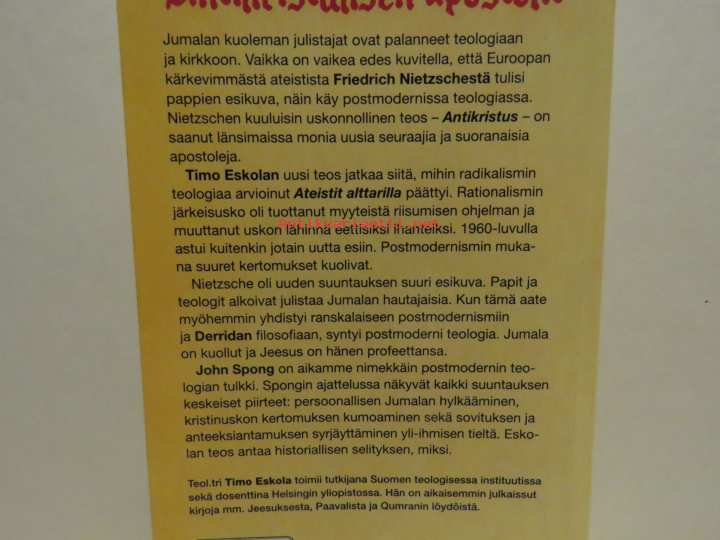 Jumalan kuoleman julistajat ovat palanneet teologiaan
ja kirkkoon. Vaikka on vaikea edes kuvitella, että Euroopan
kärkevimmästä ateistista Friedrich Nietzschestä tulisi
pappien esikuva, näin käy postmodernissa teologiassa.
Nietzschen kuuluisin uskonnollinen teos – Antikristus – on
saanut länsimaissa monia uusia seuraajia ja suoranaisia
apostoleja.
Timo Eskolan uusi teos jatkaa siitä, mihin radikalismin
teologiaa arvioinut Ateistit alttarilla päättyi. Rationalismin
järkeisusko oli tuottanut myyteistä riisumisen ohjelman ja
muuttanut uskon lähinnä eettisiksi ihanteiksi. 1960-luvulla
astui kuitenkin jotain uutta esiin. Postmodernismin muka-
na suuret kertomukset kuolivat.
Nietzsche oli uuden suuntauksen suuri esikuva. Papit ja
teologit alkoivat julistaa Jumalan hautajaisia. Kun tämä aate
myöhemmin yhdistyi ranskalaiseen postmodernismiin
ja Derridan filosofiaan, syntyi postmoderni teologia. Jumala
on kuollut ja Jeesus on hänen profeettansa.
John Spong on aikamme nimekkäin postmodernin teo-
logian tulkki. Spongin ajattelussa näkyvät kaikki suuntauksen
keskeiset piirteet: persoonallisen Jumalan hylkääminen,
kristinuskon kertomuksen kumoaminen sekä sovituksen ja
anteeksiantamuksen syrjäyttäminen yli-ihmisen tieltä. Esko-
lan teos antaa historiallisen selityksen, miksi.
Teol.tri Timo Eskola toimii tutkijana Suomen teologisessa instituutissa
sekä dosenttina Helsingin yliopistossa. Hän on aikaisemmin julkaissut
kirjoja mm. Jeesuksesta, Paavalista ja Qumranin löydöistä.